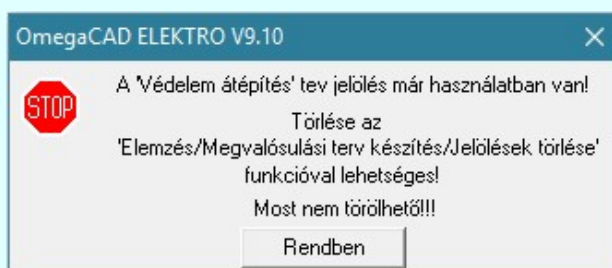 OmegaCAD ELEKTRO V9.10
STOP
A 'Védelem átépítés' tev jelölés már használatban van!
Törlése az
'Elemzés/Megvalósulási terv készítés/Jelölések törlése'
funkcióval lehetséges!
Most nem törölhető!!!
Rendben